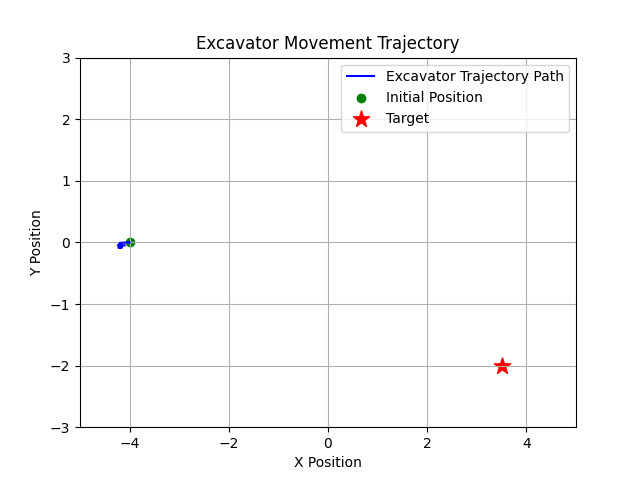 Excavator Movement Trajectory
Excavator Trajectory Path
Initial Position
Target
3
2
1
0
−1
−2
−3
Y Position
−4
−2
0
2
4
X Position